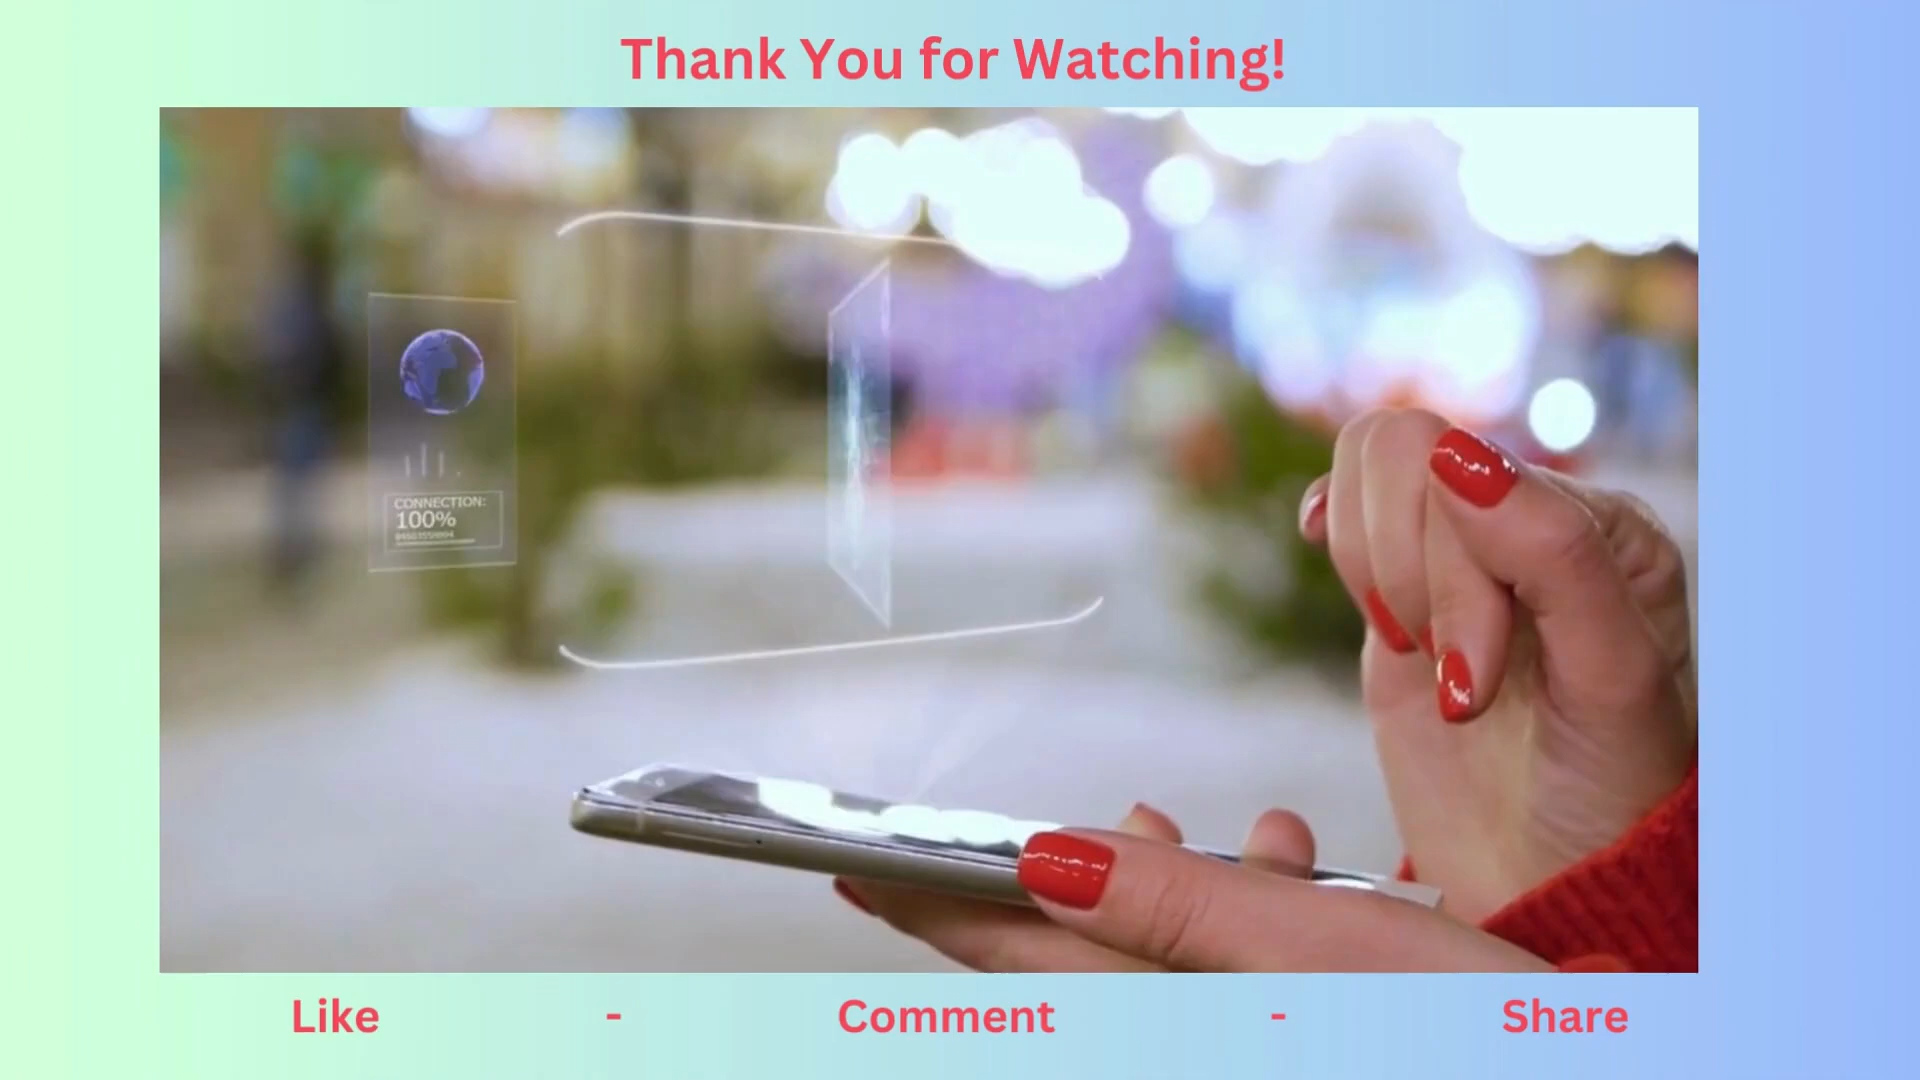 Thank You for Watching!
CONNECTION:
100%
Like - Comment - Share